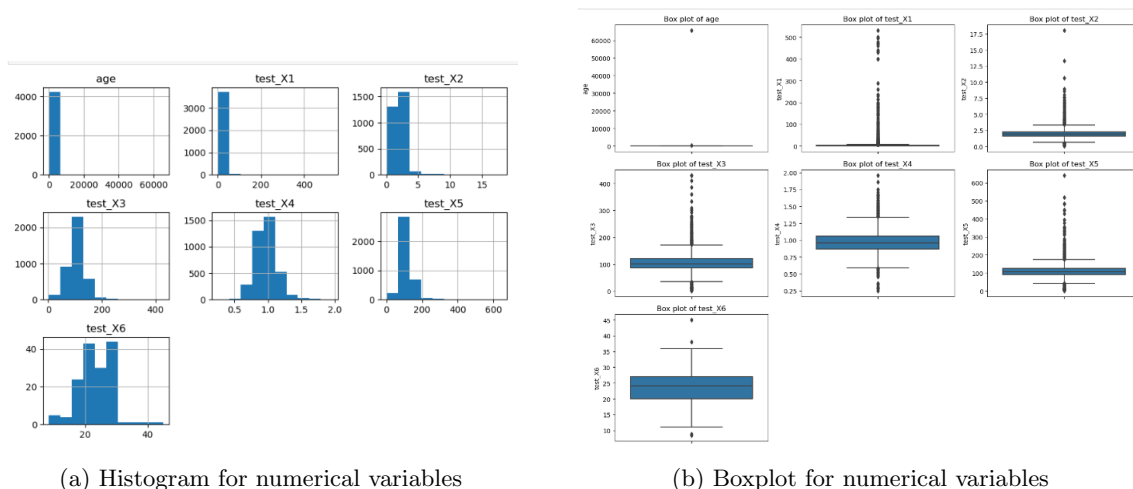 age
4000
2000
0
0 20000 40000 60000
test_X1
3000
2000
1000
0
0 200 400
test_X2
1500
1000
500
0
0 5 10 15
test_X3
2000
1000
0
0 200 400
test_X4
1500
1000
500
0
0.5 1.0 1.5 2.0
test_X5
2000
1000
0
0 200 400 600
test_X6
40
20
0
20 40
(a) Histogram for numerical variables
Box plot of age
age
60000
50000
40000
30000
20000
10000
0
Box plot of test_X1
test_X1
500
400
300
200
100
0
Box plot of test_X2
test_X2
17.5
15.0
12.5
10.0
7.5
5.0
2.5
0.0
Box plot of test_X3
test_X3
400
300
200
100
0
Box plot of test_X4
test_X4
2.00
1.75
1.50
1.25
1.00
0.75
0.50
0.25
Box plot of test_X5
test_X5
600
500
400
300
200
100
0
Box plot of test_X6
test_X6
45
40
35
30
25
20
15
10
(b) Boxplot for numerical variables